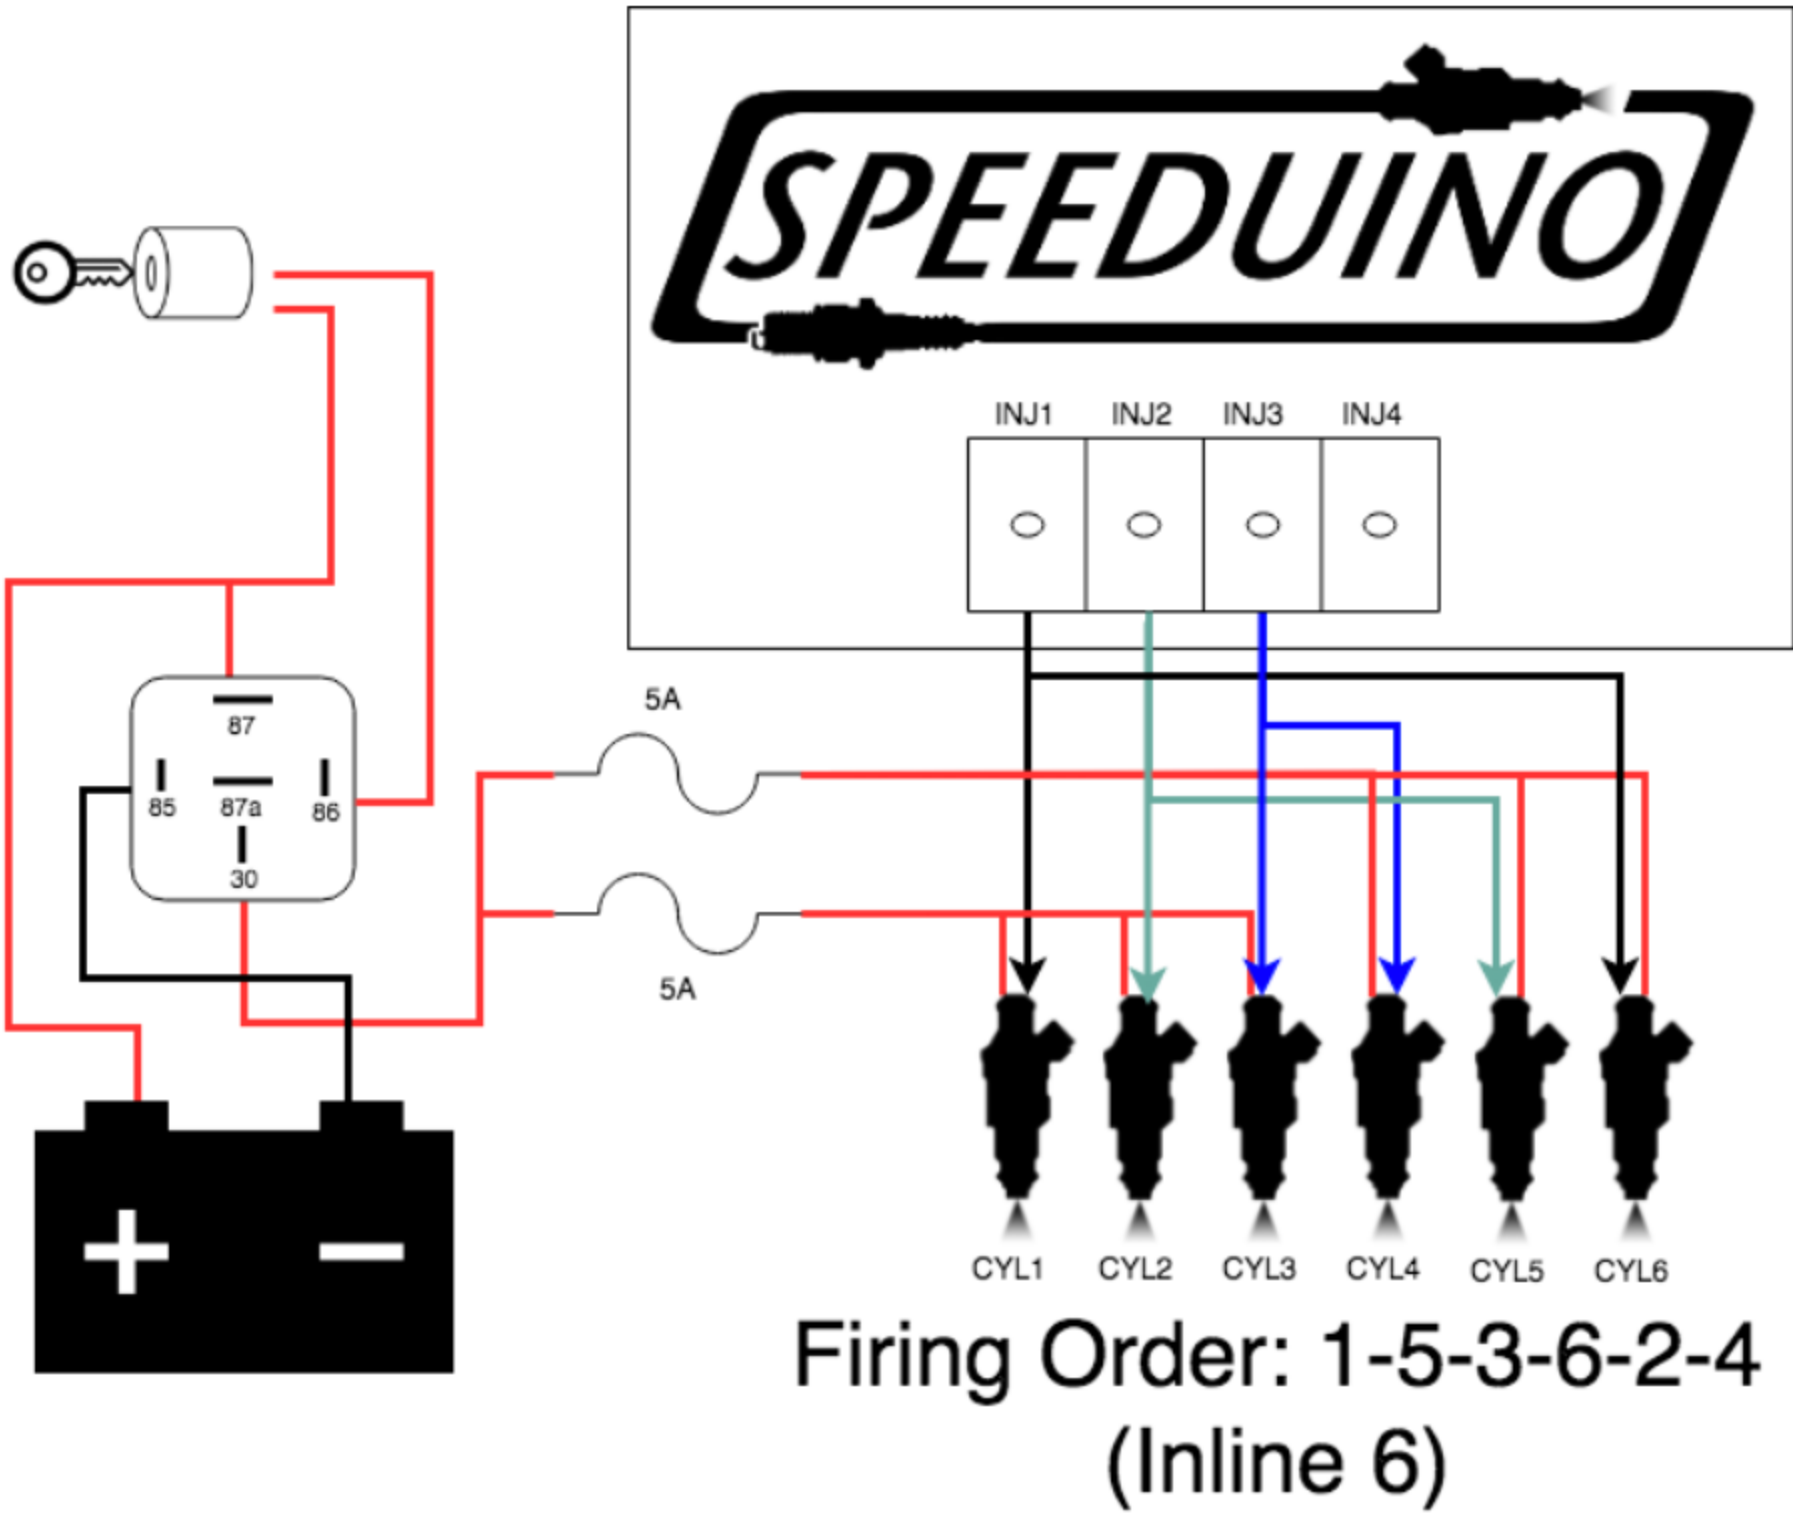 SPEEDUINO
INJ1 INJ2 INJ3 INJ4
5A
87
85 87a 86
30
5A
+ −
CYL1 CYL2 CYL3 CYL4 CYL5 CYL6
Firing Order: 1-5-3-6-2-4
(Inline 6)